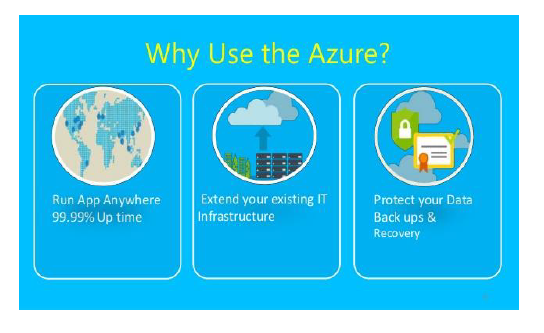 Why Use the Azure?
Run App Anywhere
99.99% Up time
Extend your existing IT
Infrastructure
Protect your Data
Back ups &
Recovery